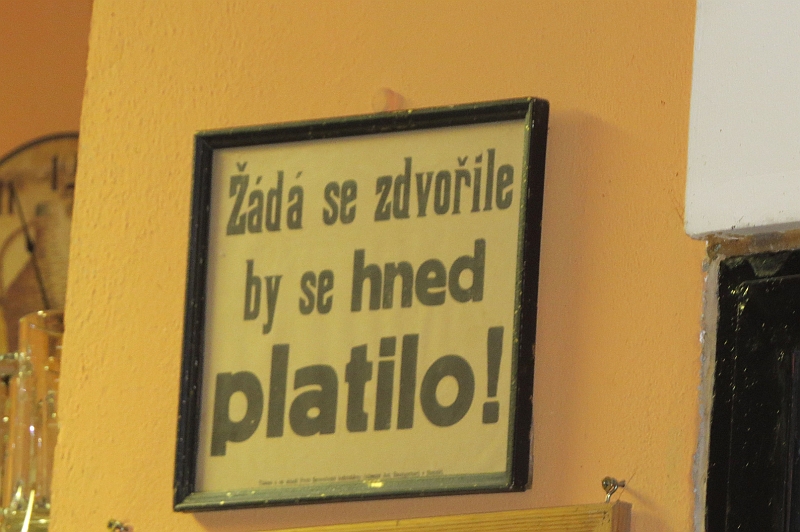 Žádá se zdvořile
by se hned
platilo!